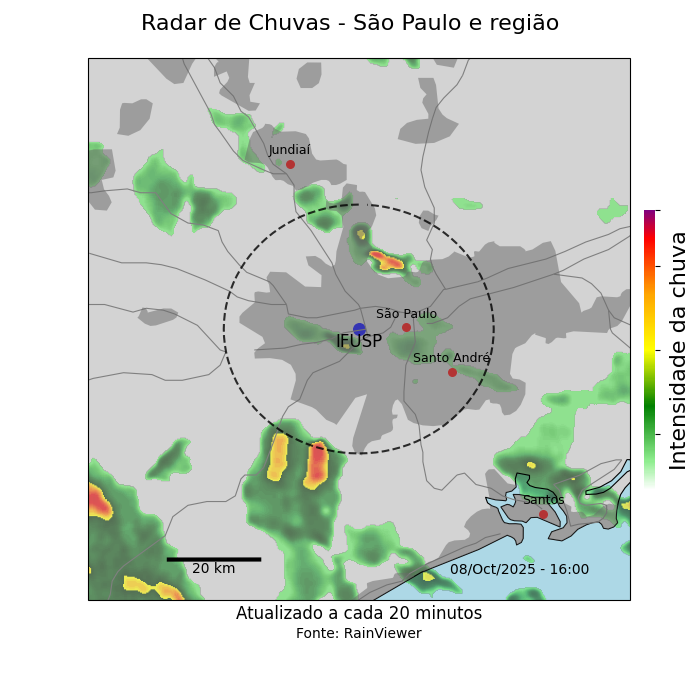 Radar de Chuvas - São Paulo e região
Jundiaí
São Paulo
IFUSP
Santo André
Intensidade da chuva
Santos
20 km
08/Oct/2025 - 16:00
Atualizado a cada 20 minutos
Fonte: RainViewer